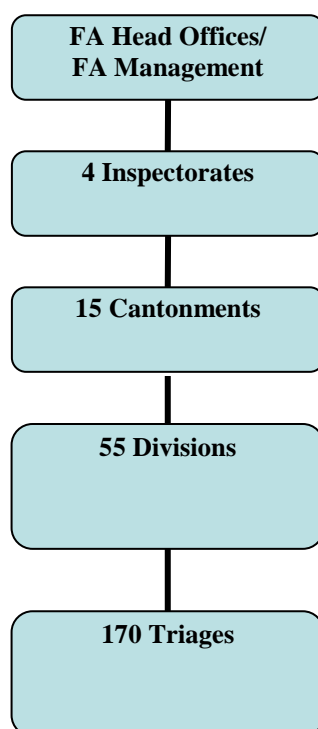 FA Head Offices/
FA Management
4 Inspectorates
15 Cantonments
55 Divisions
170 Triages